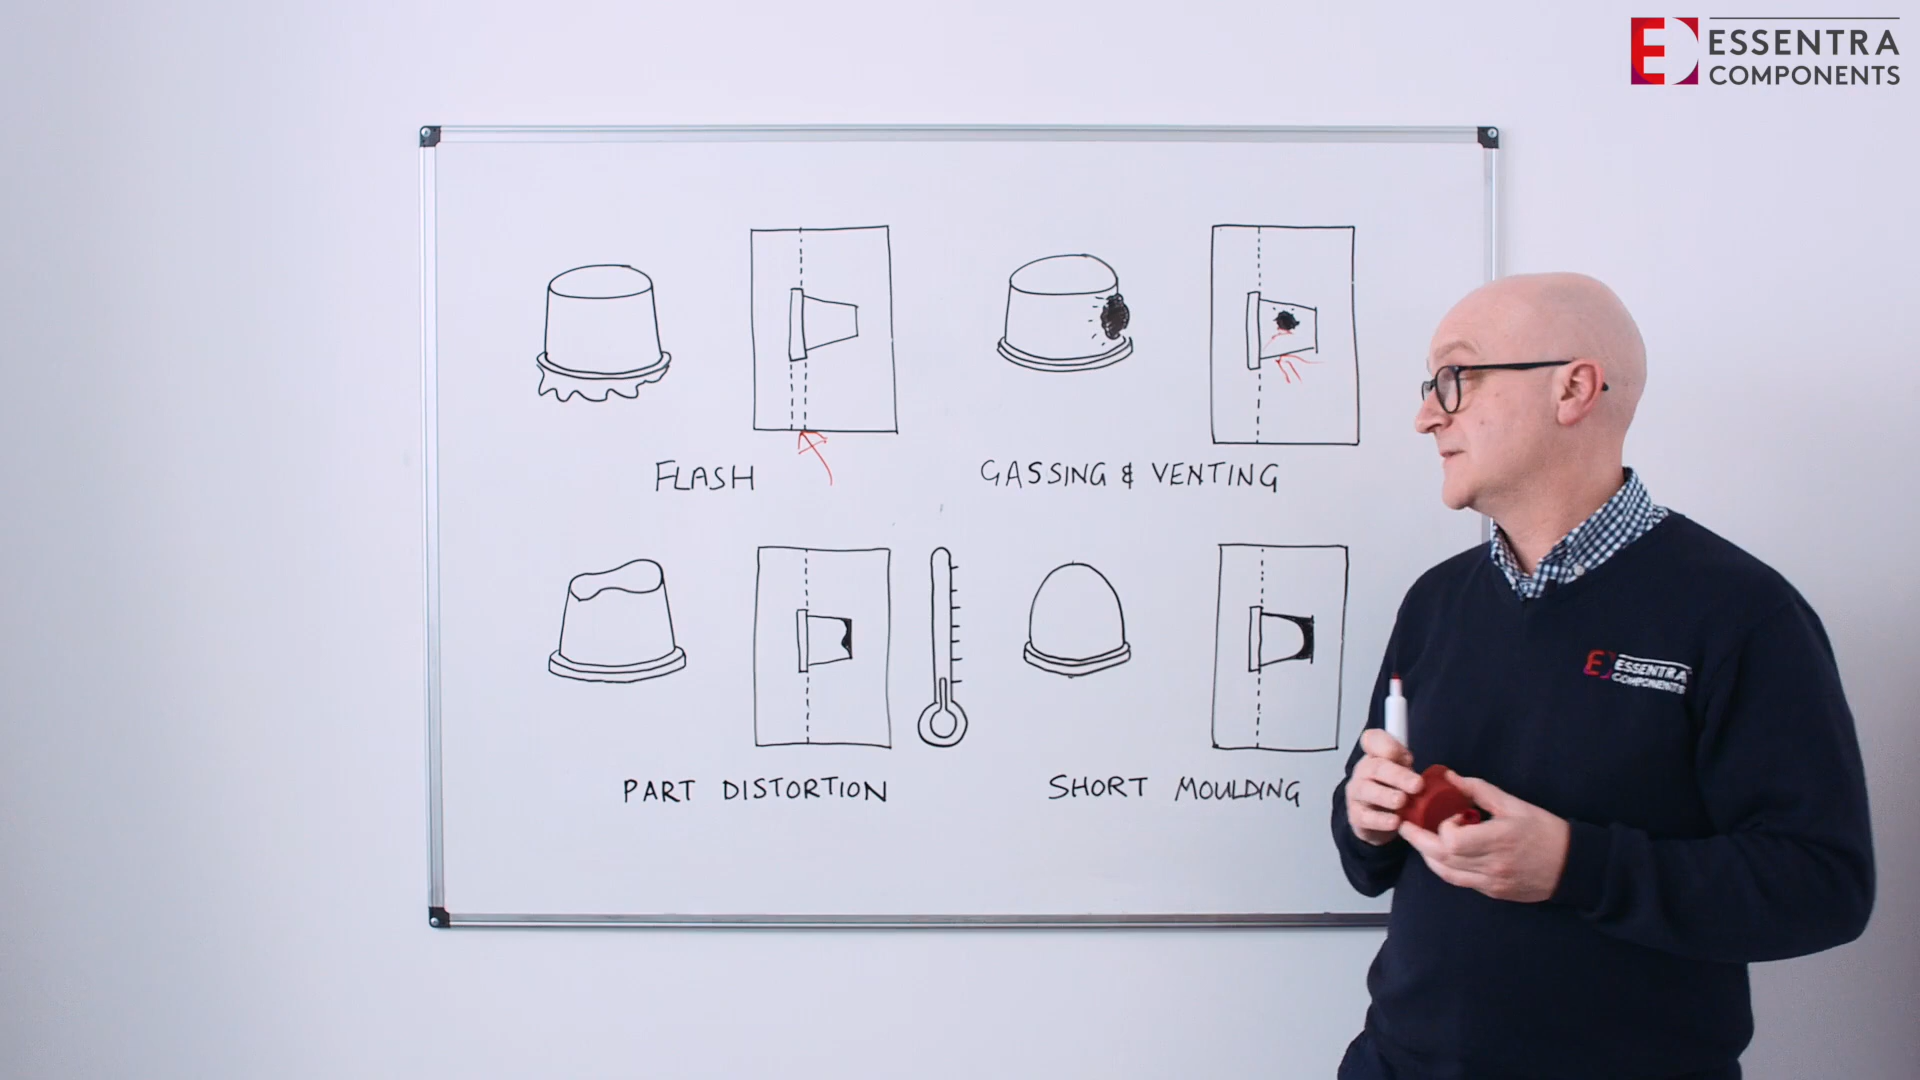 ESSENTRA
COMPONENTS
FLASH
GASSING & VENTING
PART DISTORTION
SHORT MOULDING
ESSENTRA
COMPONENTS